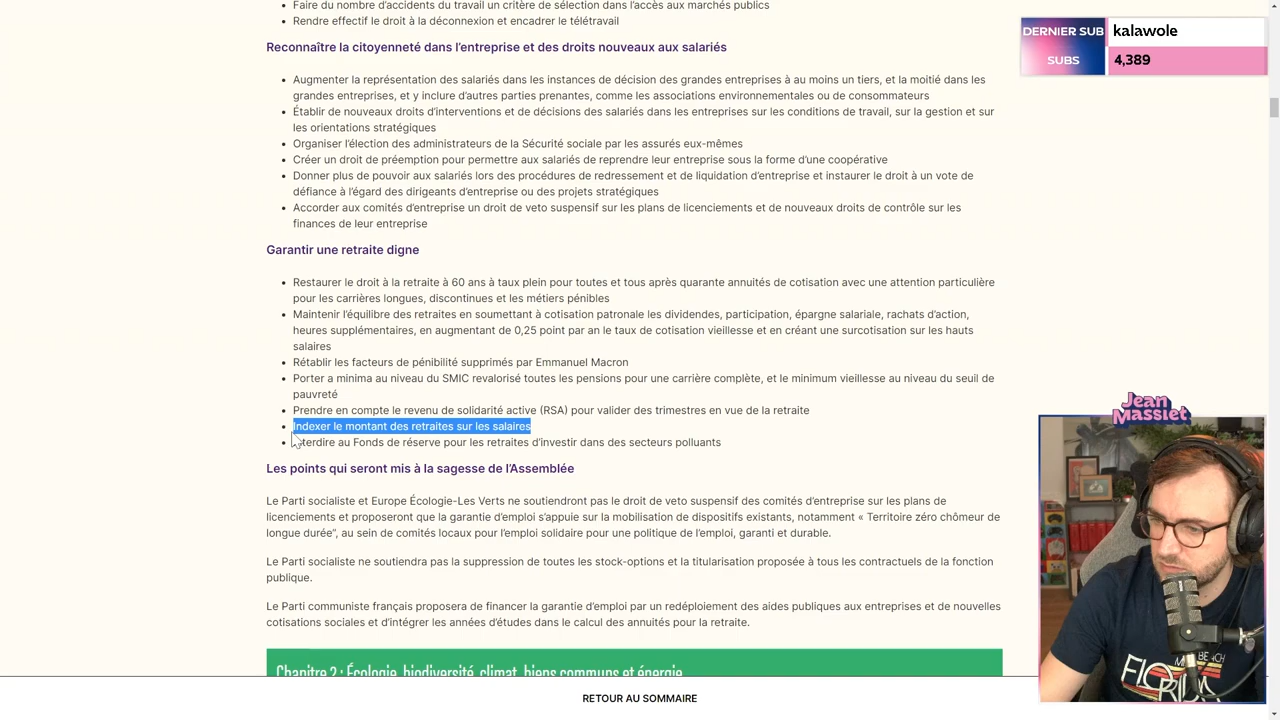 Faire du nombre d’accidents du travail un critère de sélection dans l’accès aux marchés publics
Rendre effectif le droit à la déconnexion et encadrer le télétravail
Reconnaître la citoyenneté dans l’entreprise et des droits nouveaux aux salariés
Augmenter la représentation des salariés dans les instances de décision des grandes entreprises à au moins un tiers, et la moitié dans les
grandes entreprises, et y inclure d’autres parties prenantes, comme les associations environnementales ou de consommateurs
Établir de nouveaux droits d’interventions et de décisions des salariés dans les entreprises sur les conditions de travail, sur la gestion et sur
les orientations stratégiques
Organiser l’élection des administrateurs de la Sécurité sociale par les assurés eux-mêmes
Créer un droit de préemption pour permettre aux salariés de reprendre leur entreprise sous la forme d’une coopérative
Donner plus de pouvoir aux salariés lors des procédures de redressement et de liquidation d’entreprise et instaurer le droit à un vote de
défiance à l’égard des dirigeants d’entreprise ou des projets stratégiques
Accorder aux comités d’entreprise un droit de veto suspensif sur les plans de licenciements et de nouveaux droits de contrôle sur les
finances de leur entreprise
Garantir une retraite digne
Restaurer le droit à la retraite à 60 ans à taux plein pour toutes et tous après quarante annuités de cotisation avec une attention particulière
pour les carrières longues, discontinues et les métiers pénibles
Maintenir l’équilibre des retraites en soumettant à cotisation patronale les dividendes, participation, épargne salariale, rachats d’action,
heures supplémentaires, en augmentant de 0,25 point par an le taux de cotisation vieillesse et en créant une surcotisation sur les hauts
salaires
Rétablir les facteurs de pénibilité supprimés par Emmanuel Macron
Porter a minima au niveau du SMIC revalorisé toutes les pensions pour une carrière complète, et le minimum vieillesse au niveau du seuil de
pauvreté
Prendre en compte le revenu de solidarité active (RSA) pour valider des trimestres en vue de la retraite
Indexer le montant des retraites sur les salaires
terdire au Fonds de réserve pour les retraites d’investir dans des secteurs polluants
Les points qui seront mis à la sagesse de l’Assemblée
Le Parti socialiste et Europe Écologie-Les Verts ne soutiendront pas le droit de veto suspensif des comités d’entreprise sur les plans de
licenciements et proposeront que la garantie d’emploi s’appuie sur la mobilisation de dispositifs existants, notamment « Territoire zéro chômeur de
longue durée", au sein de comités locaux pour l’emploi solidaire pour une politique de l’emploi, garanti et durable.
Le Parti socialiste ne soutiendra pas la suppression de toutes les stock-options et la titularisation proposée à tous les contractuels de la fonction
publique.
Le Parti communiste français proposera de financer la garantie d’emploi par un redéploiement des aides publiques aux entreprises et de nouvelles
cotisations sociales et d’intégrer les années d’études dans le calcul des annuités pour la retraite.
Chapitre 2 : Écologie, biodiversité, climat, biens communs et énergie
RETOUR AU SOMMAIRE
DERNIER SUB kalawole
SUBS 4,389
Jean
Massiet